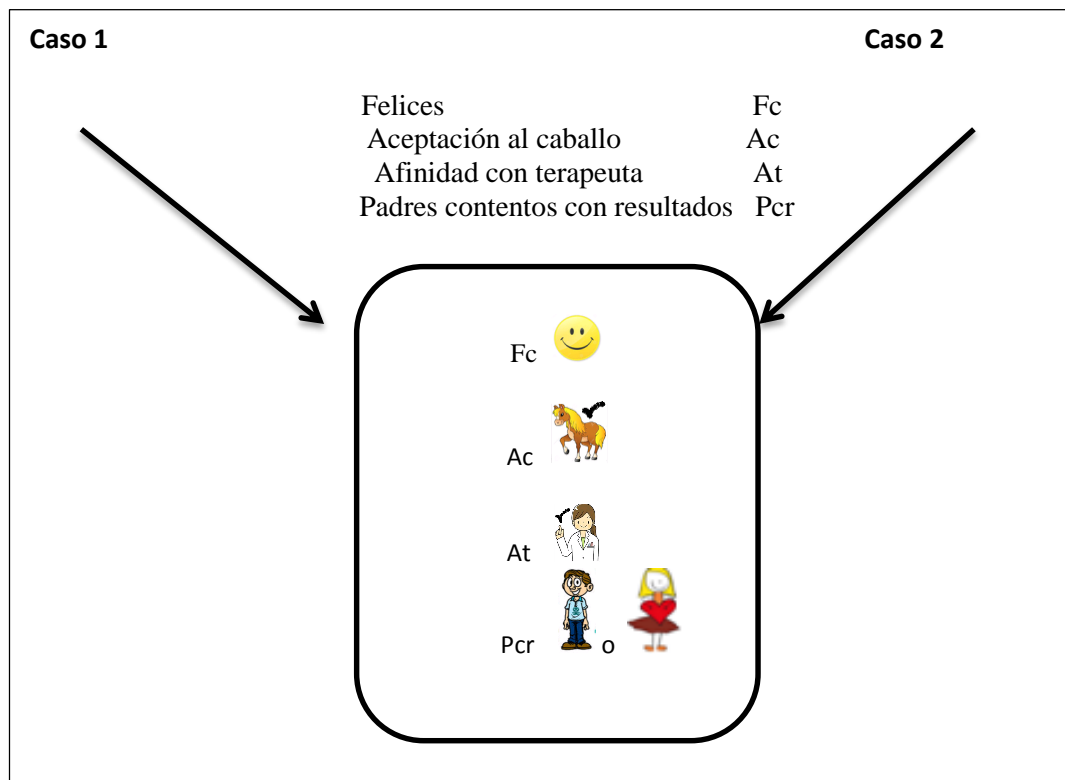 Caso 1 Caso 2
Felices Fc
Aceptación al caballo Ac
Afinidad con terapeuta At
Padres contentos con resultados Pcr
Fc
Ac
At
Pcr o